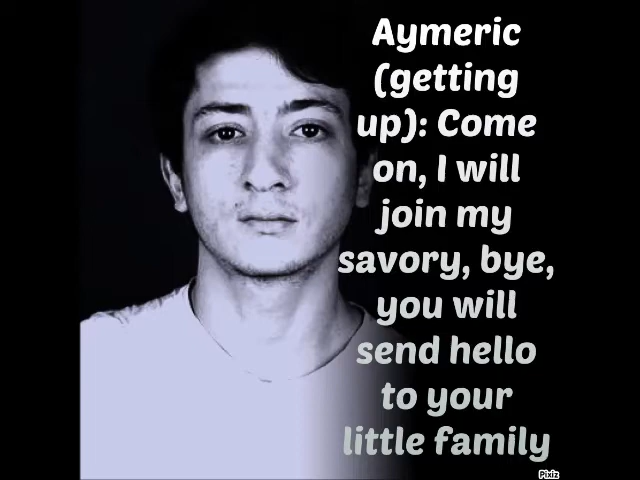 Aymeric
(getting
up): Come
on, I will
join my
savory, bye,
you will
send hello
to your
little family
Pixiz